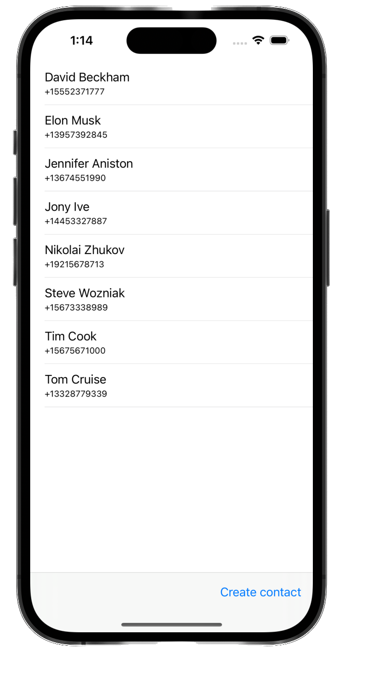 1:14
David Beckham
+15552371777
Elon Musk
+13957392845
Jennifer Aniston
+13674551990
Jony Ive
+14453327887
Nikolai Zhukov
+19215678713
Steve Wozniak
+15673338989
Tim Cook
+15675671000
Tom Cruise
+13328779339
Create contact